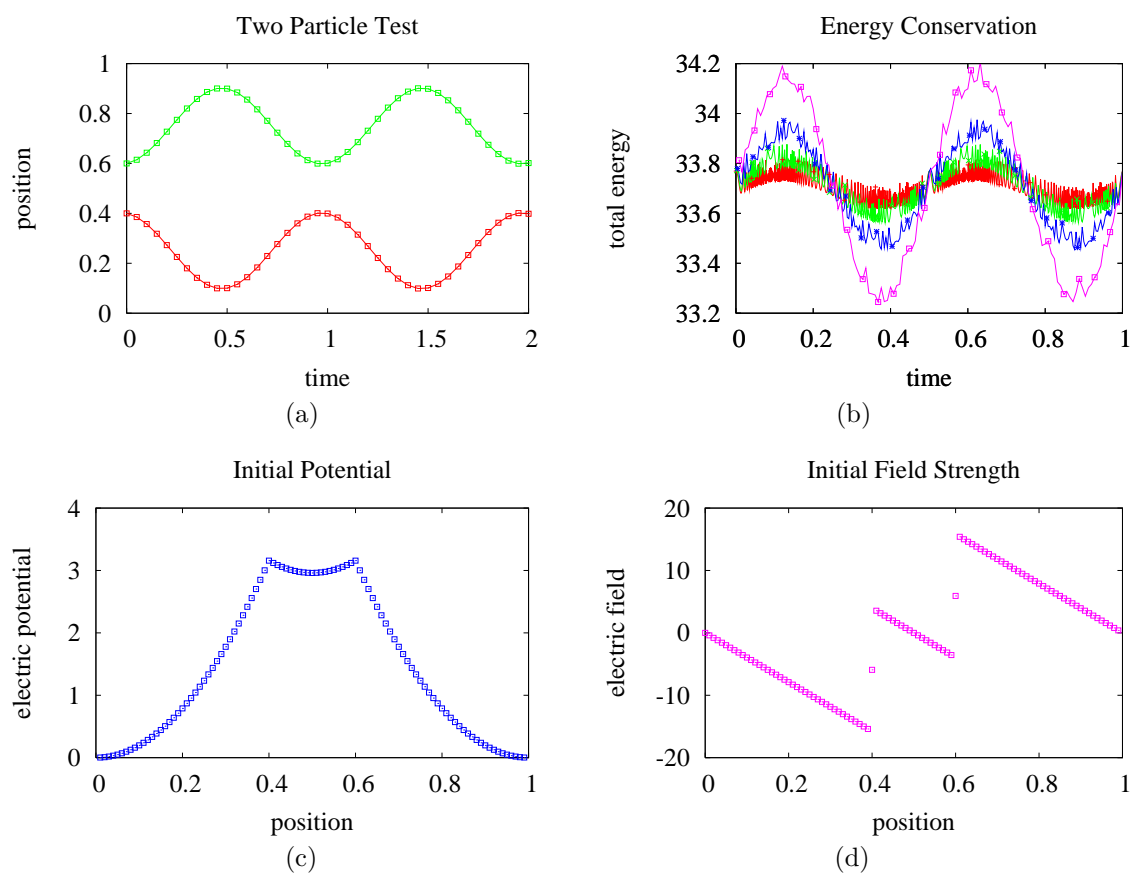 Two Particle Test
1
0.8
0.6
0.4
0.2
0
position
0 0.5 1 1.5 2
time
(a)
Energy Conservation
34.2
34
33.8
33.6
33.4
33.2
total energy
0 0.2 0.4 0.6 0.8 1
time
(b)
Initial Potential
4
3
2
1
0
electric potential
0 0.2 0.4 0.6 0.8 1
position
(c)
Initial Field Strength
20
10
0
-10
-20
electric field
0 0.2 0.4 0.6 0.8 1
position
(d)